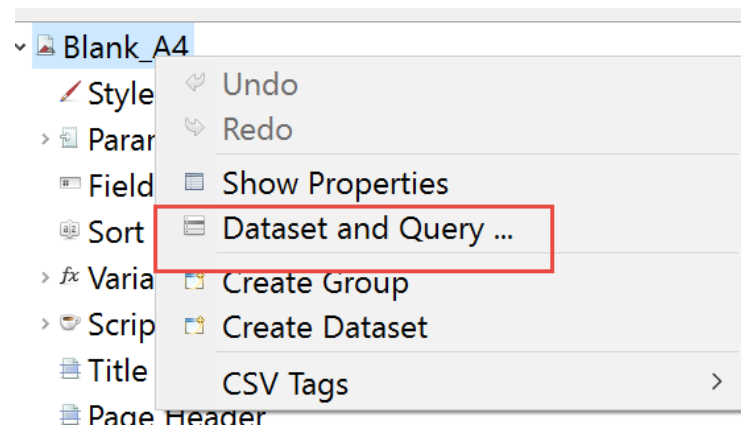 Blank_A4
Style
Undo
Param
Redo
Field
Show Properties
Sort
Dataset and Query ...
Varia
Create Group
Scrip
Create Dataset
Title
CSV Tags
Page Header